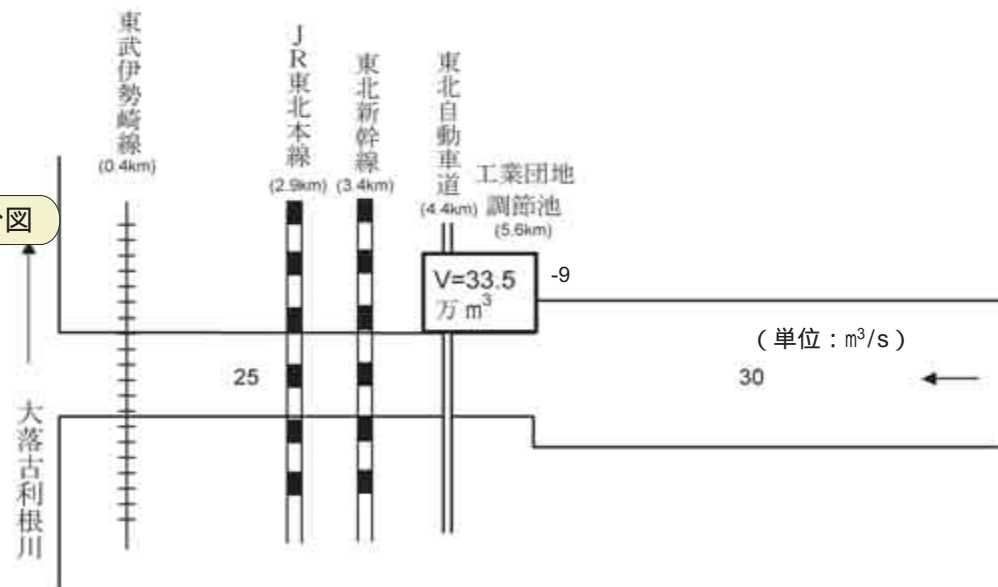 東武伊勢崎線
(0.4km)
JR東北本線
(2.9km)
東北新幹線
(3.4km)
東北自動車道
(4.4km)
工業団地
調節池
(5.6km)
図
V=33.5
万 m³
-9
(単位:m³/s)
25
30
大落古利根川